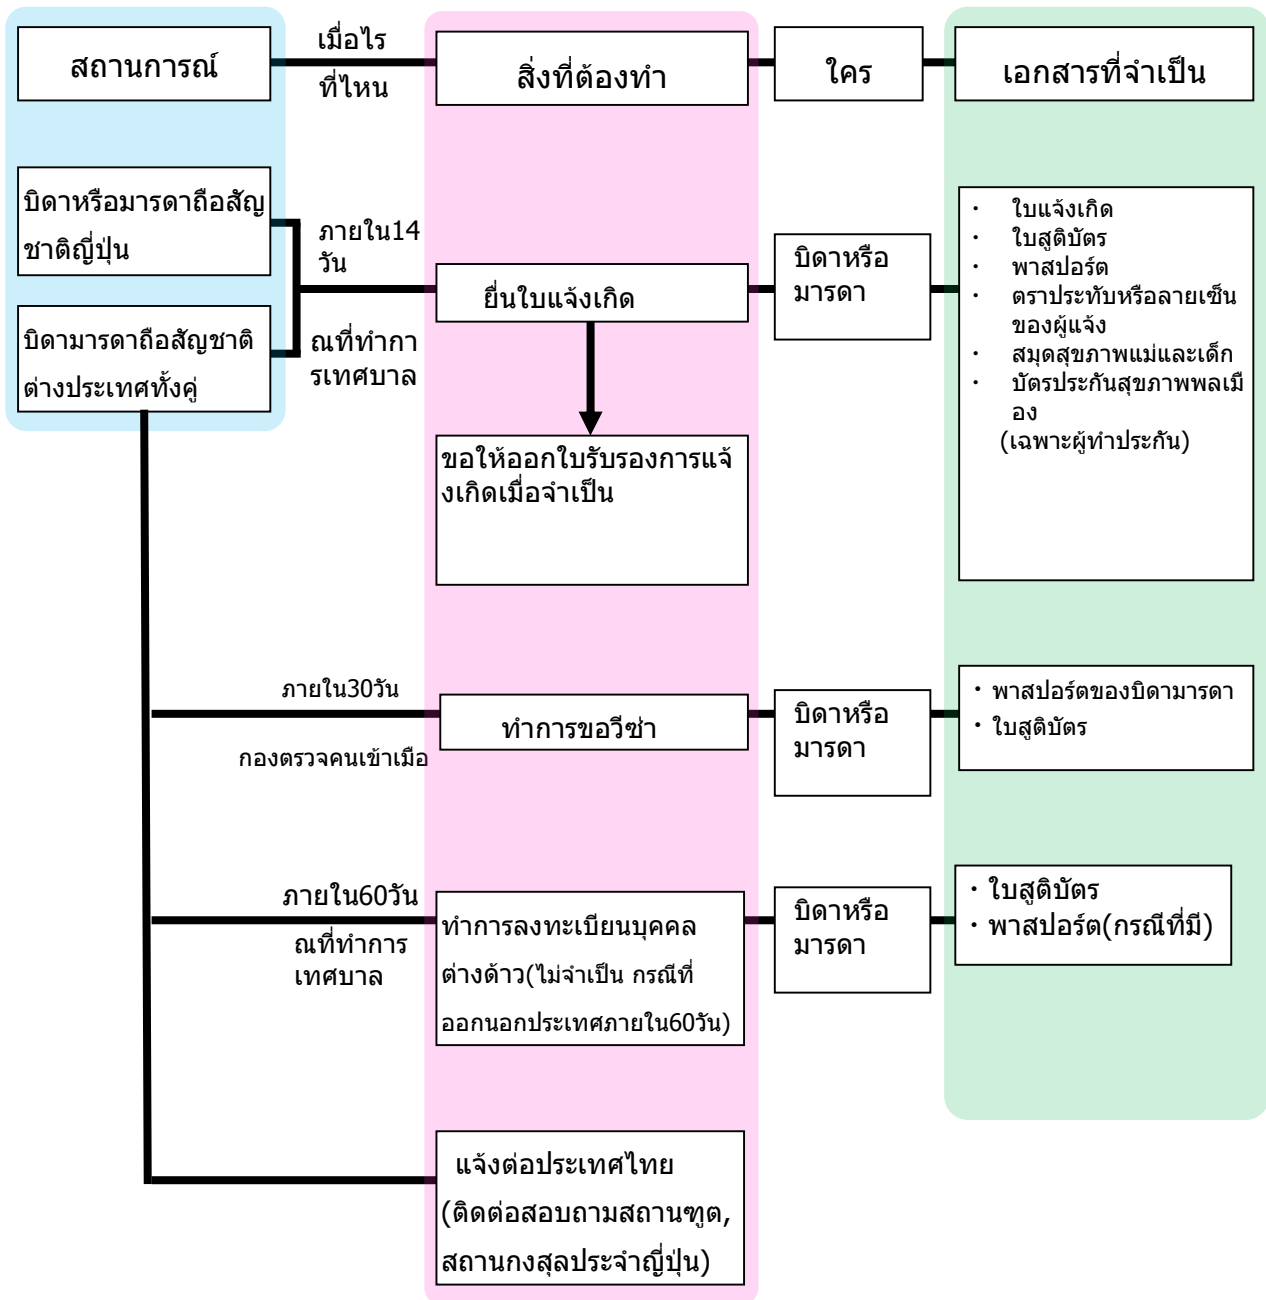 สถานการณ์
เมื่อไร
ที่ไหน
สิ่งที่ต้องทำ
ใคร
เอกสารที่จำเป็น
บิดาหรือมารดาถือสัญ
ชาติญี่ปุ่น
บิดามารดาถือสัญชาติ
ต่างประเทศทั้งคู่
ภายใน14
วัน
ณที่ทำกา
รเทศบาล
ยื่นใบแจ้งเกิด
บิดาหรือ
มารดา
・ ใบแจ้งเกิด
・ ใบสูติบัตร
・ พาสปอร์ต
・ ตราประทับหรือลายเซ็น
ของผู้แจ้ง
・ สมุดสุขภาพแม่และเด็ก
・ บัตรประกันสุขภาพพลเมื
อง
(เฉพาะผู้ทำประกัน)
ขอให้ออกใบรับรองการแจ้
งเกิดเมื่อจำเป็น
ภายใน30วัน
กองตรวจคนเข้าเมือ
ทำการขอวีซ่า
บิดาหรือ
มารดา
・พาสปอร์ตของบิดามารดา
・ใบสูติบัตร
ภายใน60วัน
ณที่ทำการ
เทศบาล
ทำการลงทะเบียนบุคคล
ต่างด้าว(ไม่จำเป็น กรณีที่
ออกนอกประเทศภายใน60วัน)
บิดาหรือ
มารดา
・ใบสูติบัตร
・พาสปอร์ต(กรณีที่มี)
แจ้งต่อประเทศไทย
(ติดต่อสอบถามสถานฑูต,
สถานกงสุลประจำญี่ปุ่น)